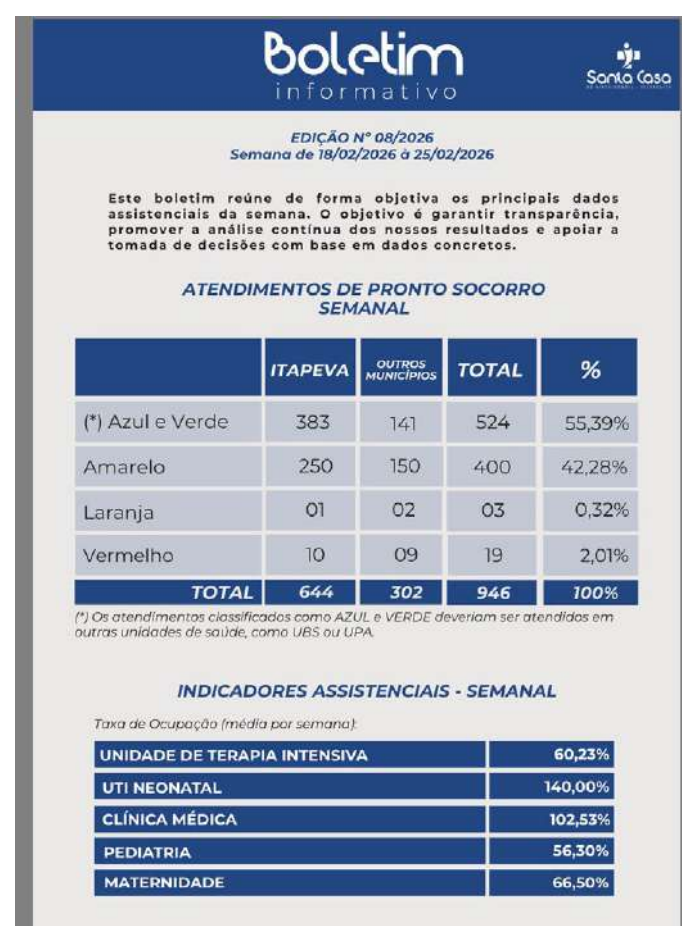 Boletim
informativo
Santa Casa
EDIÇÃO Nº 08/2026
Semana de 18/02/2026 à 25/02/2026
Este boletim reúne de forma objetiva os principais dados
assistenciais da semana. O objetivo é garantir transparência,
promover a análise contínua dos nossos resultados e apoiar a
tomada de decisões com base em dados concretos.
ATENDIMENTOS DE PRONTO SOCORRO
SEMANAL
ITAPEVA OUTROS MUNICÍPIOS TOTAL %
(*) Azul e Verde 383 141 524 55,39%
Amarelo 250 150 400 42,28%
Laranja 01 02 03 0,32%
Vermelho 10 09 19 2,01%
TOTAL 644 302 946 100%
(*) Os atendimentos classificados como AZUL e VERDE deveriam ser atendidos em
outras unidades de saúde, como UBS ou UPA.
INDICADORES ASSISTENCIAIS - SEMANAL
Taxa de Ocupação (média por semana):
UNIDADE DE TERAPIA INTENSIVA 60,23%
UTI NEONATAL 140,00%
CLÍNICA MÉDICA 102,53%
PEDIATRIA 56,30%
MATERNIDADE 66,50%